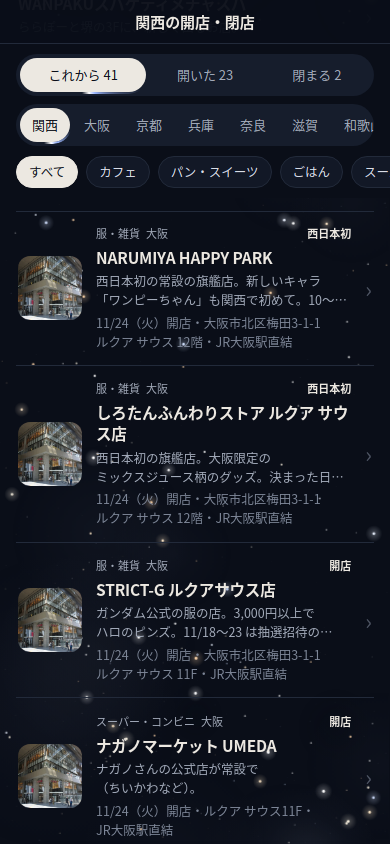 関西の開店・閉店
これから 41
開いた 23
閉まる 2
関西
大阪
京都
兵庫
奈良
滋賀
すべて
カフェ
パン・スイーツ
ごはん
服・雑貨 大阪
西日本初
NARUMIYA HAPPY PARK
西日本初の常設の旗艦店。新しいキャラ
「ワンピーちゃん」も関西で初めて。10〜…
11/24（火）開店・大阪市北区梅田3-1-1
ルクア サウス 12階・JR大阪駅直結
服・雑貨 大阪
西日本初
しろたんふんわりストア ルクア サウ
ス店
西日本初の旗艦店。大阪限定の
ミックスジュース柄のグッズ。決まった日…
11/24（火）開店・大阪市北区梅田3-1-1
ルクア サウス 12階・JR大阪駅直結
服・雑貨 大阪
開店
STRICT-G ルクアサウス店
ガンダム公式の服の店。3,000円以上で
ハロのピンズ。11/18〜23 は抽選招待の…
11/24（火）開店・大阪市北区梅田3-1-1
ルクア サウス 11F・JR大阪駅直結
スーパー・コンビニ 大阪
開店
ナガノマーケット UMEDA
ナガノさんの公式店が常設で
（ちいかわなど）。
11/24（火）開店・ルクア サウス11F・
JR大阪駅直結